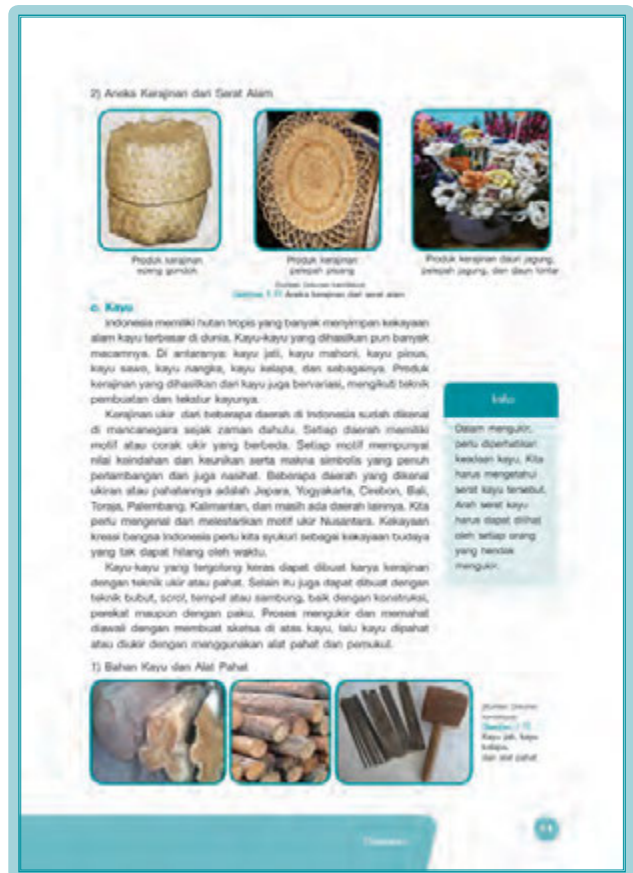 2) Aneka Kerajinan dari Serat Alam
Produk kerajinan
eceng gondok
Produk kerajinan
pelepah pisang
Produk kerajinan daun jagung,
pelepah jagung, dan daun lontar
Aneka kerajinan dari serat alam
c. Kayu
Indonesia memiliki hutan tropis yang banyak menyimpan kekayaan
alam kayu terbesar di dunia. Kayu-kayu yang dihasilkan pun banyak
macamnya. Di antaranya: kayu jati, kayu mahoni, kayu pinus,
kayu sawo, kayu nangka, kayu kelapa, dan sebagainya. Produk
kerajinan yang dihasilkan dari kayu juga bervariasi, mengikuti teknik
pembuatan dan tekstur kayunya.
Kerajinan ukir dari beberapa daerah di Indonesia sudah dikenal
di mancanegara sejak zaman dahulu. Setiap daerah memiliki
motif atau corak ukir yang berbeda. Setiap motif mempunyai
nilai keindahan dan keunikan serta makna simbolis yang penuh
perlambangan dan juga nasihat. Beberapa daerah yang dikenal
ukiran atau pahatannya adalah Jepara, Yogyakarta, Cirebon, Bali,
Toraja, Palembang, Kalimantan, dan masih ada daerah lainnya. Kita
perlu mengenal dan melestarikan motif ukir Nusantara. Kekayaan
kreasi bangsa Indonesia perlu kita syukuri sebagai kekayaan budaya
yang tak dapat hilang oleh waktu.
Kayu-kayu yang tergolong keras dapat dibuat karya kerajinan
dengan teknik ukir atau pahat. Selain itu juga dapat dibuat dengan
teknik bubut, scrol, tempel atau sambung, baik dengan konstruksi,
perekat maupun dengan paku. Proses mengukir dan memahat
diawali dengan membuat sketsa di atas kayu, lalu kayu dipahat
atau diukir dengan menggunakan alat pahat dan pemukul.
Info
Dalam mengukir,
perlu diperhatikan
keadaan kayu. Kita
harus mengetahui
serat kayu tersebut.
Arah serat kayu
harus dapat dilihat
oleh setiap orang
yang hendak
mengukir.
1) Bahan Kayu dan Alat Pahat
Kayu jati, kayu
kelapa,
dan alat pahat